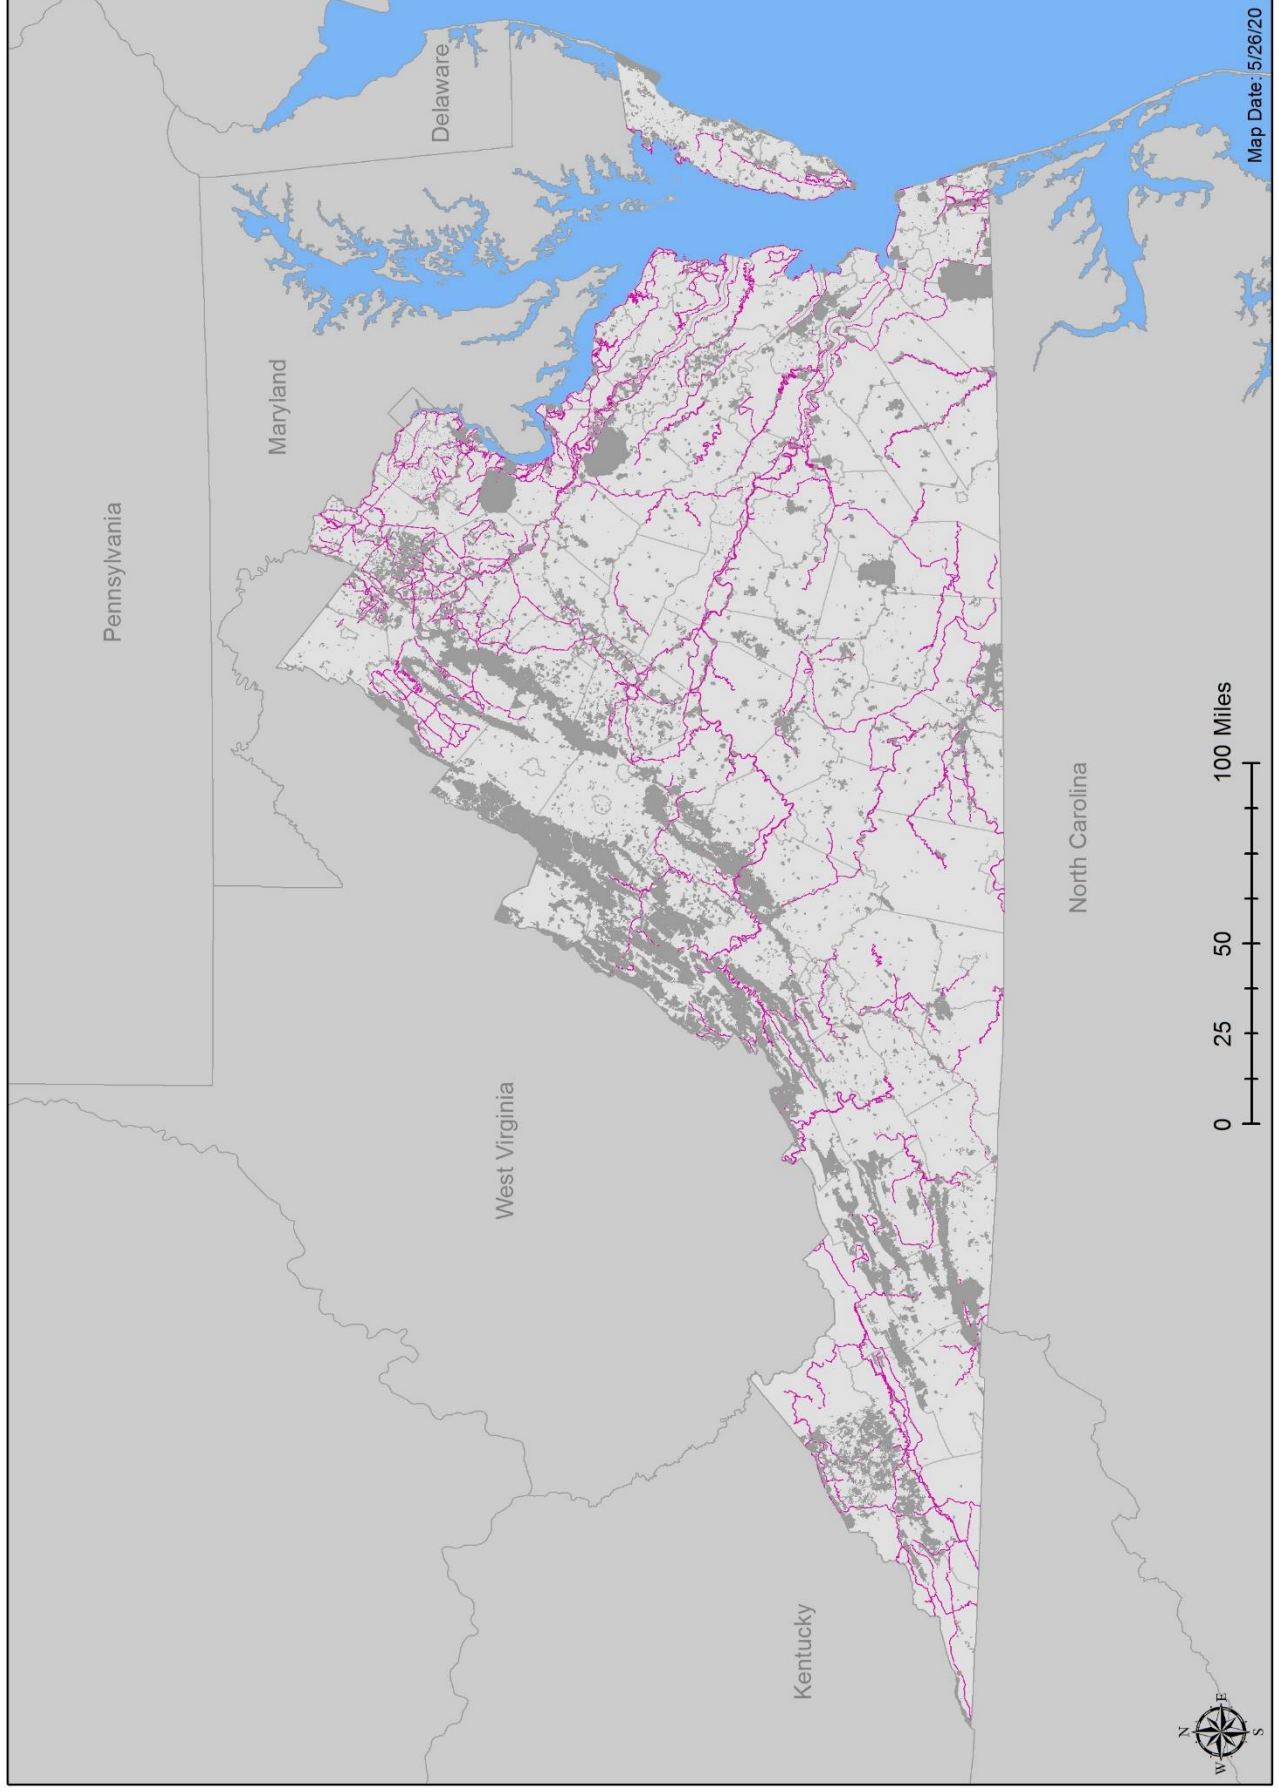 Pennsylvania
Maryland
Delaware
West Virginia
Kentucky
North Carolina
0 25 50 100 Miles
N
W E
S
Map Date: 5/26/20